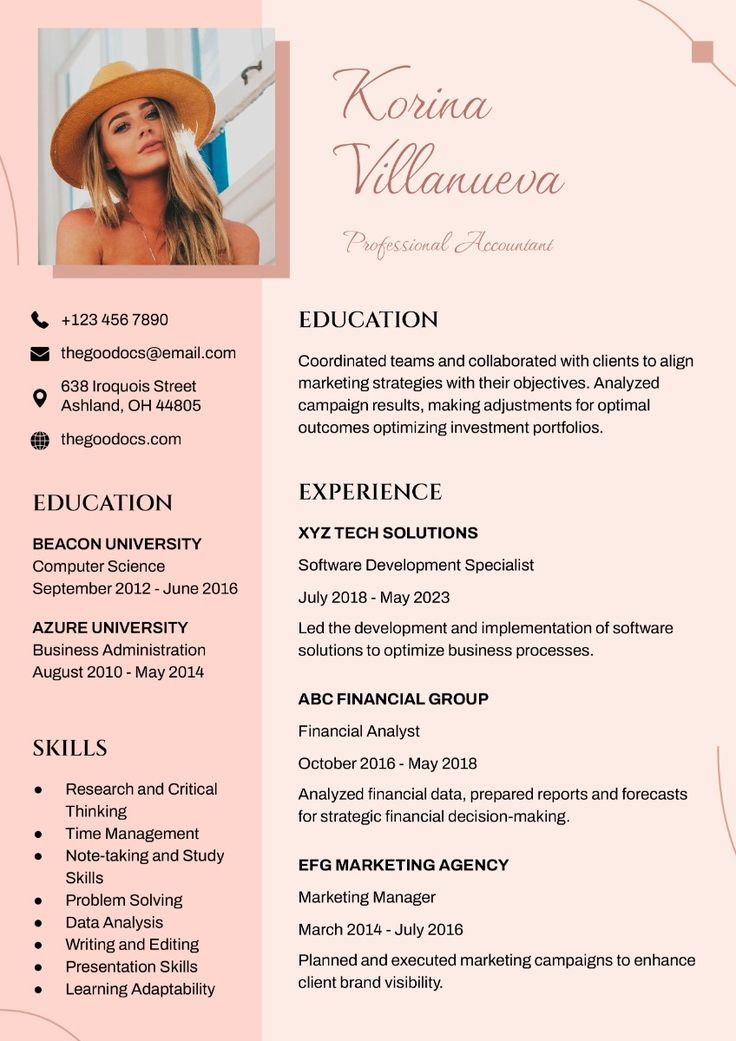 Korina
Villanueva
Professional Accountant
+123 456 7890
thegoodocs@email.com
638 Iroquois Street
Ashland, OH 44805
thegoodocs.com
EDUCATION
BEACON UNIVERSITY
Computer Science
September 2012 - June 2016
AZURE UNIVERSITY
Business Administration
August 2010 - May 2014
SKILLS
● Research and Critical
Thinking
● Time Management
● Note-taking and Study
Skills
● Problem Solving
● Data Analysis
● Writing and Editing
● Presentation Skills
● Learning Adaptability
EDUCATION
Coordinated teams and collaborated with clients to align
marketing strategies with their objectives. Analyzed
campaign results, making adjustments for optimal
outcomes optimizing investment portfolios.
EXPERIENCE
XYZ TECH SOLUTIONS
Software Development Specialist
July 2018 - May 2023
Led the development and implementation of software
solutions to optimize business processes.
ABC FINANCIAL GROUP
Financial Analyst
October 2016 - May 2018
Analyzed financial data, prepared reports and forecasts
for strategic financial decision-making.
EFG MARKETING AGENCY
Marketing Manager
March 2014 - July 2016
Planned and executed marketing campaigns to enhance
client brand visibility.